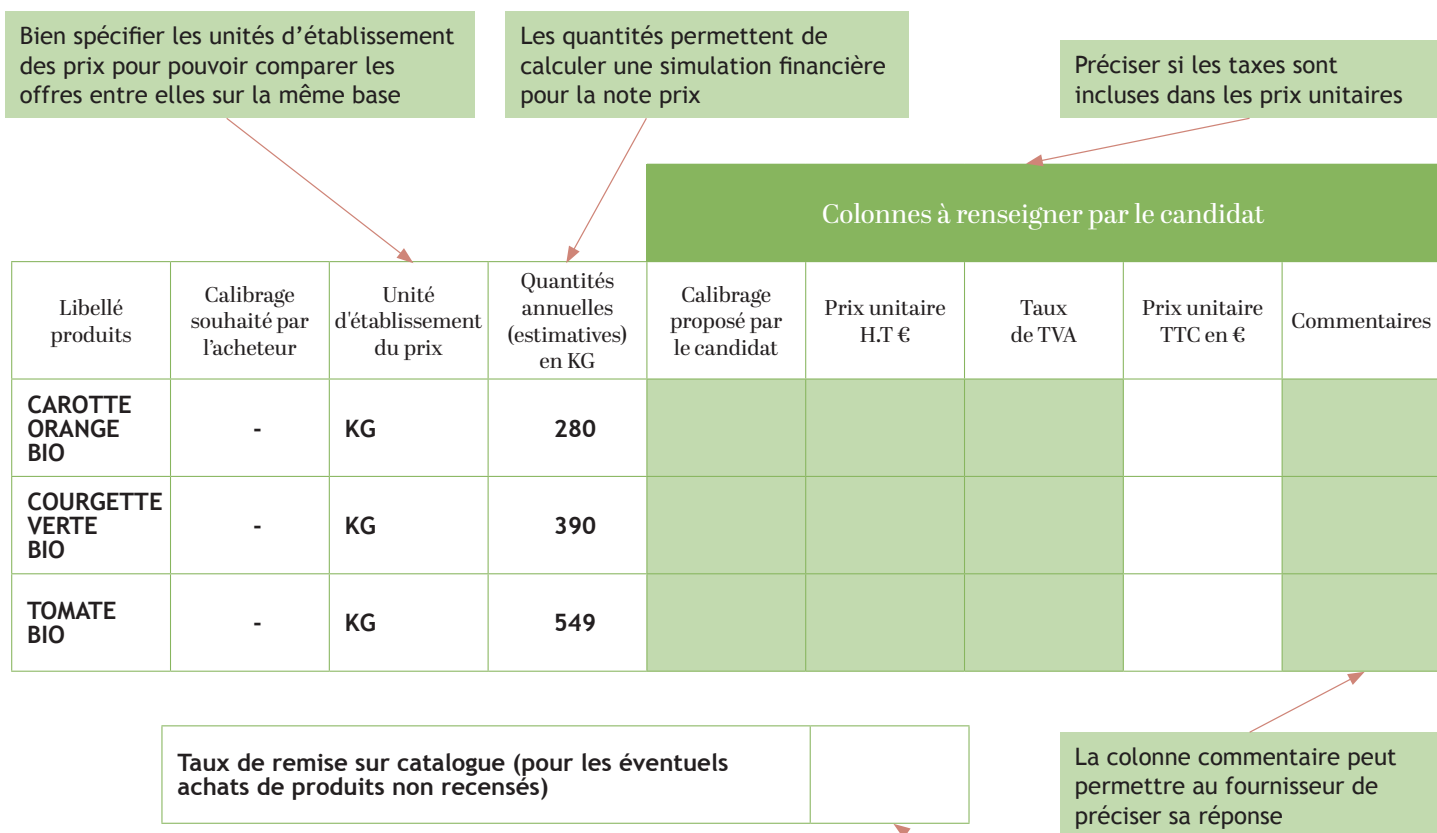 Bien spécifier les unités d'établissement
des prix pour pouvoir comparer les
offres entre elles sur la même base
Les quantités permettent de
calculer une simulation financière
pour la note prix
Préciser si les taxes sont
incluses dans les prix unitaires
Colonnes à renseigner par le candidat
Libellé
produits
Calibrage
souhaité par
l'acheteur
Unité
d'établissement
du prix
Quantités
annuelles
(estimatives)
en KG
Calibrage
proposé par
le candidat
Prix unitaire
H.T €
Taux
de TVA
Prix unitaire
TTC en €
Commentaires
CAROTTE
ORANGE
BIO
-
KG
280
COURGETTE
VERTE
BIO
-
KG
390
TOMATE
BIO
-
KG
549
Taux de remise sur catalogue (pour les éventuels
achats de produits non recensés)
La colonne commentaire peut
permettre au fournisseur de
préciser sa réponse